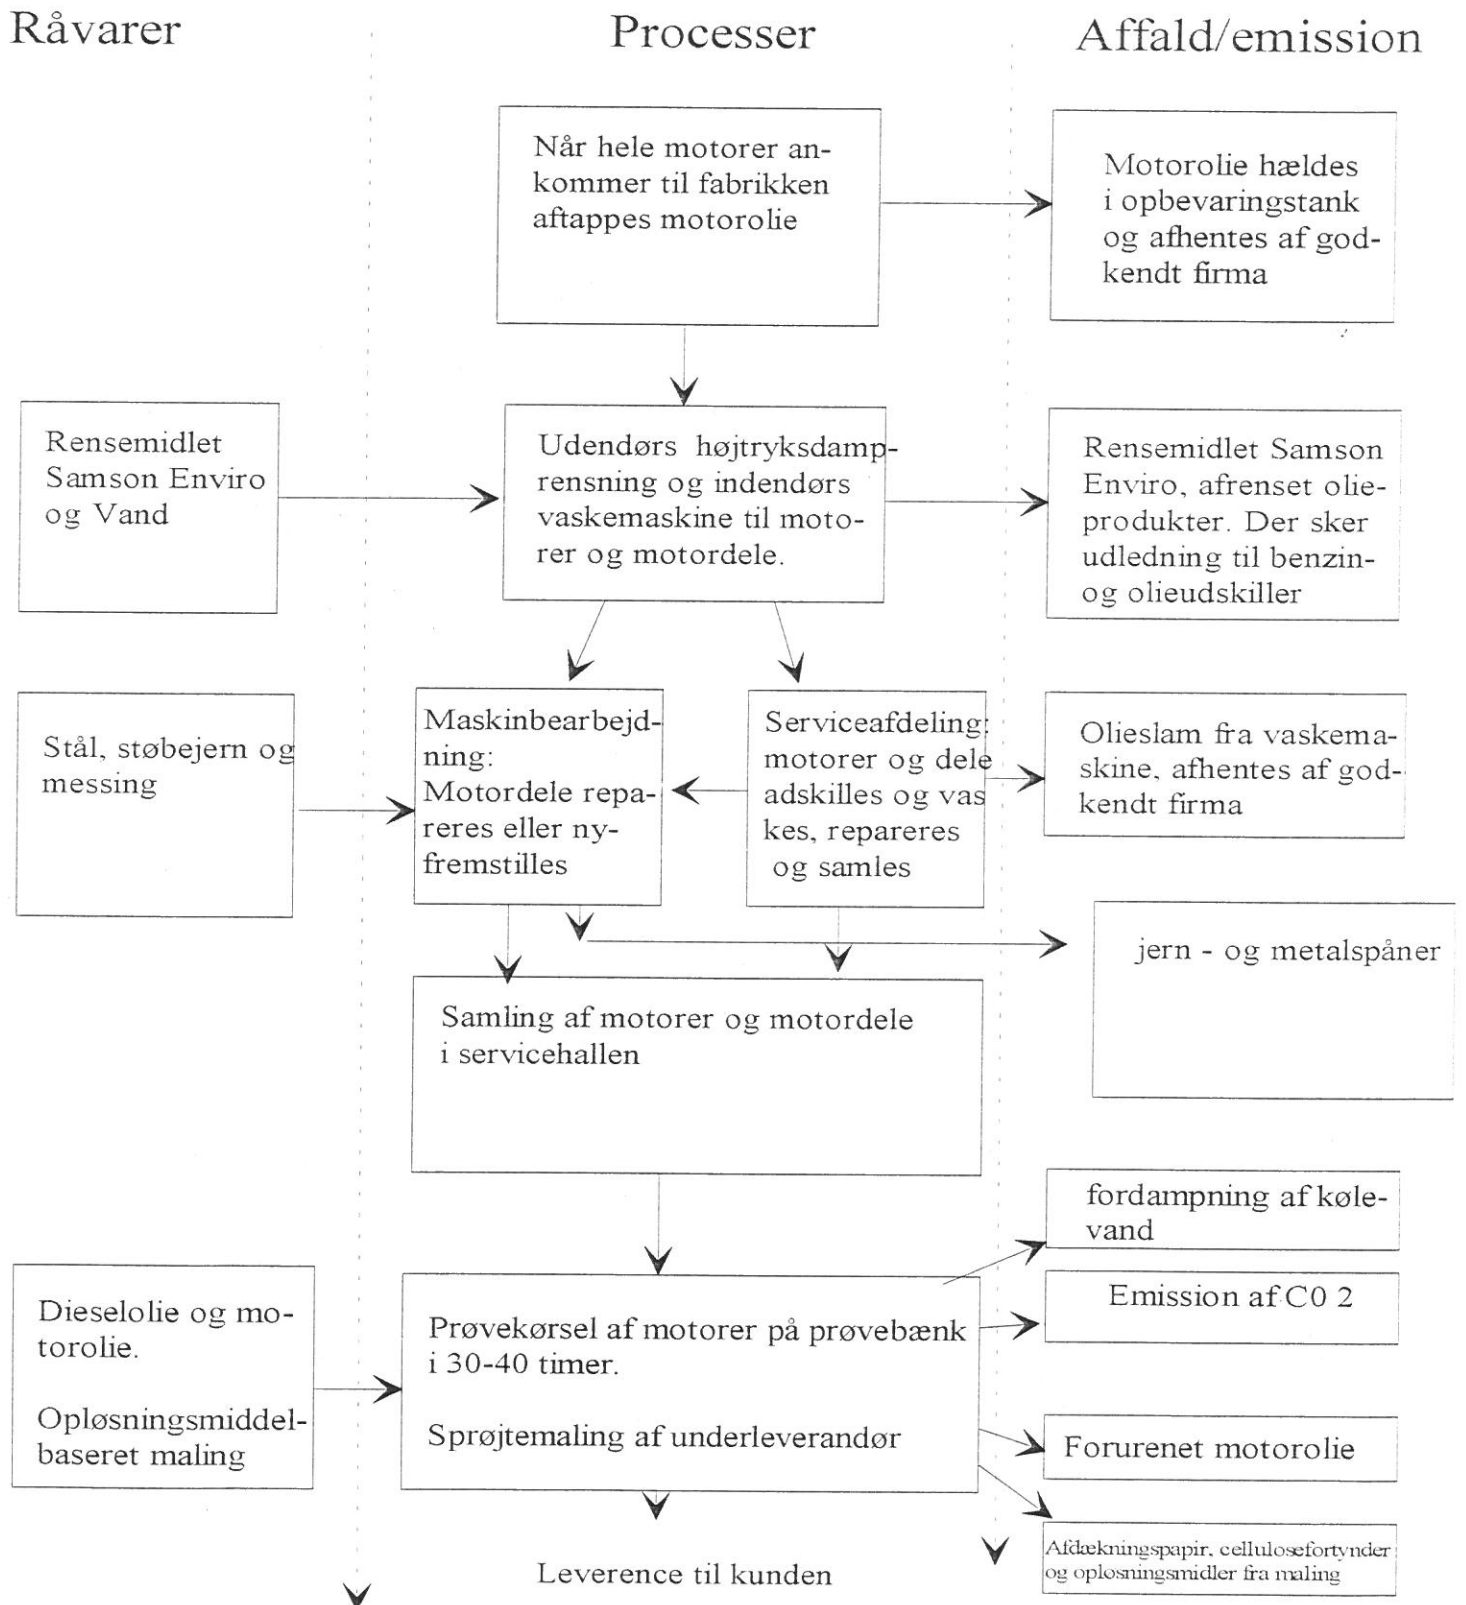 Råvarer
Processer
Affald/emission
Når hele motorer an-
kommer til fabrikken
aftappes motorolie
Motorolie hældes
i opbevaringstank
og afhentes af god-
kendt firma
Rensemidlet
Samson Enviro
og Vand
Udendørs højtryksdamp-
rensning og indendørs
vaskemaskine til moto-
rer og motordele.
Rensemidlet Samson
Enviro, afrenset olie-
produkter. Der sker
udledning til benzin-
og olieudskiller
Stål, støbejern og
messing
Maskinbearbejd-
ning:
Motordele repa-
reres eller ny-
fremstilles
Serviceafdeling:
motorer og dele
adskilles og vas
kes, repareres
og samles
Olieslam fra vaskema-
skine, afhentes af god-
kendt firma
jern - og metalspåner
Samling af motorer og motordele
i servicehallen
fordampning af køle-
vand
Emission af C0 2
Dieselolie og mo-
torolie.
Opløsningsmiddel-
baseret maling
Prøvekørsel af motorer på prøvebænk
i 30-40 timer.
Sprøjtemaling af underleverandør
Forurenet motorolie
Afdækningspapir, cellulosefortynder
og opløsningsmidler fra maling
Leverence til kunden